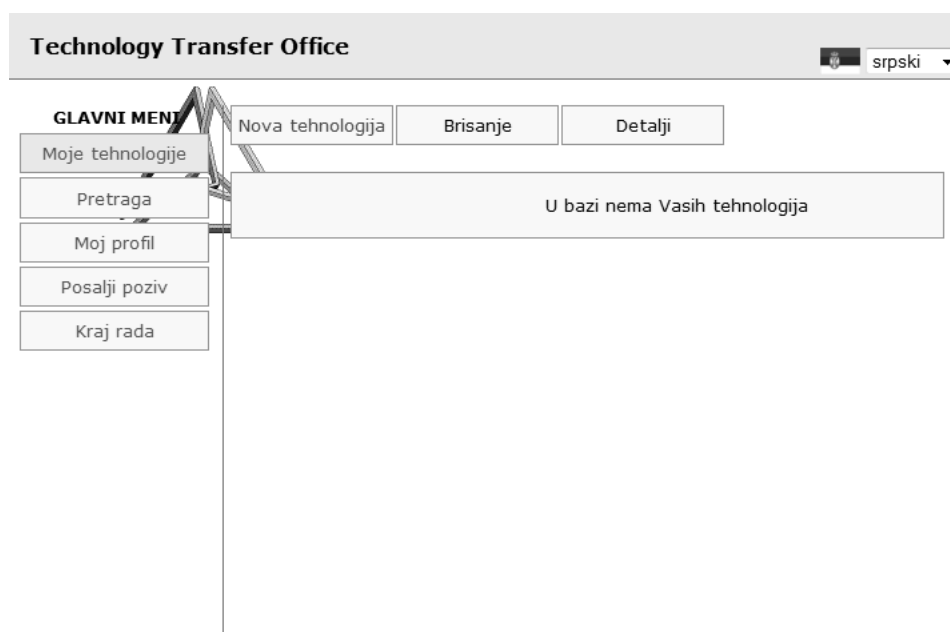 Technology Transfer Office
srpski
GLAVNI MENI
Moje tehnologije
Pretraga
Moj profil
Posalji poziv
Kraj rada
Nova tehnologija
Brisanje
Detalji
U bazi nema Vasih tehnologija